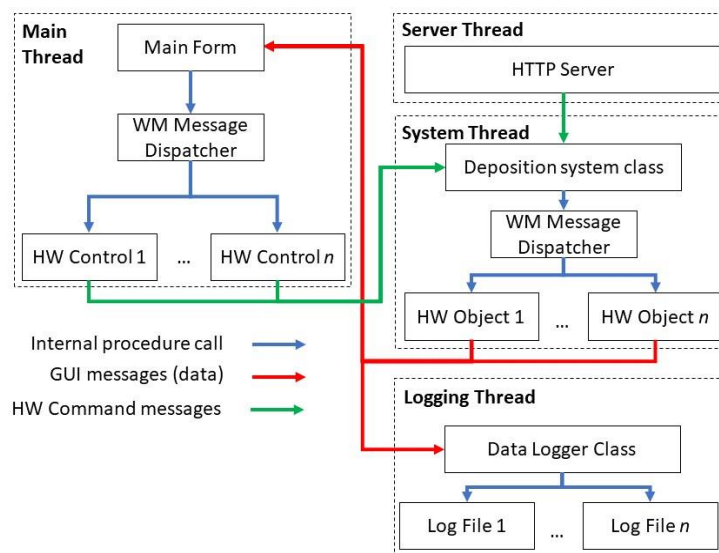 Main
Thread
Main Form
WM Message
Dispatcher
HW Control 1
...
HW Control n
Server Thread
HTTP Server
System Thread
Deposition system class
WM Message
Dispatcher
HW Object 1
...
HW Object n
Internal procedure call
GUI messages (data)
HW Command messages
Logging Thread
Data Logger Class
Log File 1
...
Log File n